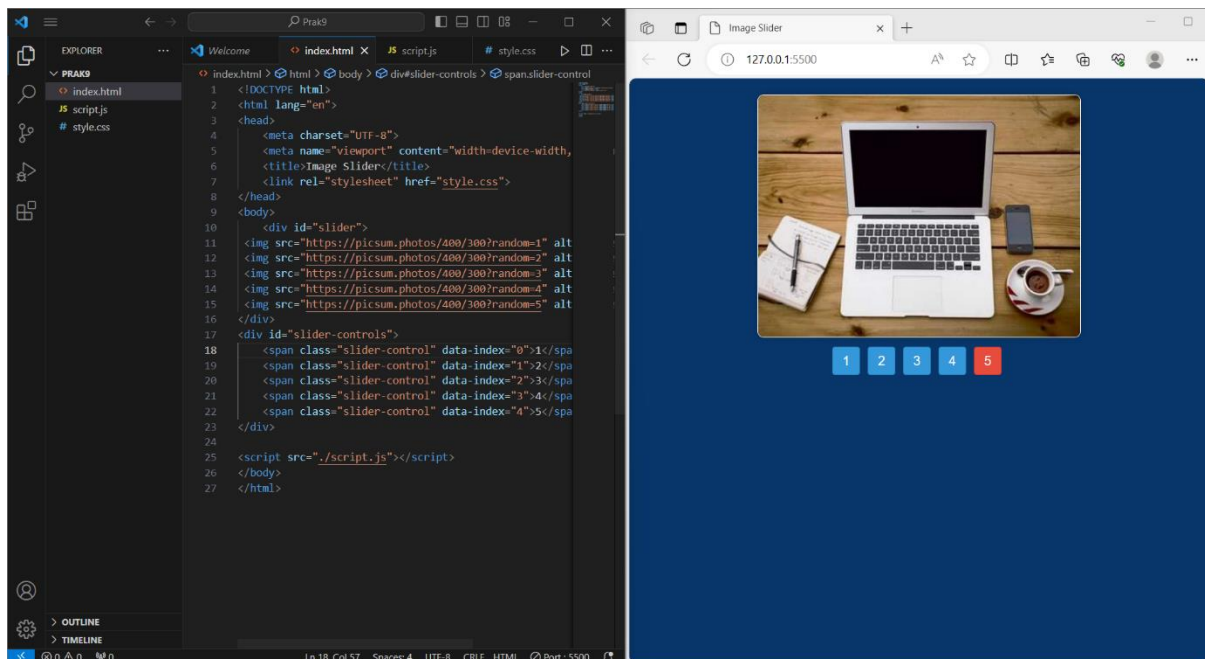 Prak9
EXPLORER
Welcome
index.html
JS script.js
# style.css
PRAK9
index.html
JS script.js
# style.css
index.html > html > body > div#slider-controls > span.slider-control
1 <!DOCTYPE html>
2 <html lang="en">
3 <head>
4 <meta charset="UTF-8">
5 <meta name="viewport" content="width=device-width,
6 <title>Image Slider</title>
7 <link rel="stylesheet" href="style.css">
8 </head>
9 <body>
10 <div id="slider">
11 <img src="https://picsum.photos/400/300?random=1" alt
12 <img src="https://picsum.photos/400/300?random=2" alt
13 <img src="https://picsum.photos/400/300?random=3" alt
14 <img src="https://picsum.photos/400/300?random=4" alt
15 <img src="https://picsum.photos/400/300?random=5" alt
16 </div>
17 <div id="slider-controls">
18 <span class="slider-control" data-index="0">1</spa
19 <span class="slider-control" data-index="1">2</spa
20 <span class="slider-control" data-index="2">3</spa
21 <span class="slider-control" data-index="3">4</spa
22 <span class="slider-control" data-index="4">5</spa
23 </div>
24
25 <script src="./script.js"></script>
26 </body>
27 </html>
OUTLINE
TIMELINE
0 0 0 Ln 18, Col 57 Spaces: 4 UTF-8 CRLF HTML Port : 5500
Image Slider
127.0.0.1:5500
1 2 3 4 5